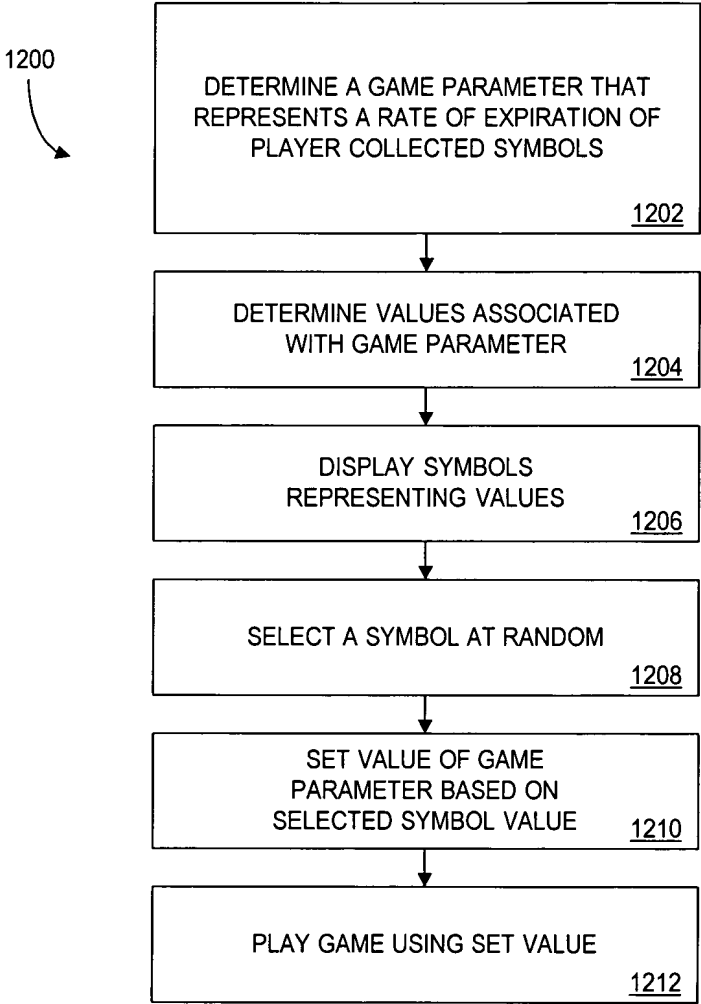 1200
DETERMINE A GAME PARAMETER THAT
REPRESENTS A RATE OF EXPIRATION OF
PLAYER COLLECTED SYMBOLS
1202
DETERMINE VALUES ASSOCIATED
WITH GAME PARAMETER
1204
DISPLAY SYMBOLS
REPRESENTING VALUES
1206
SELECT A SYMBOL AT RANDOM
1208
SET VALUE OF GAME
PARAMETER BASED ON
SELECTED SYMBOL VALUE
1210
PLAY GAME USING SET VALUE
1212